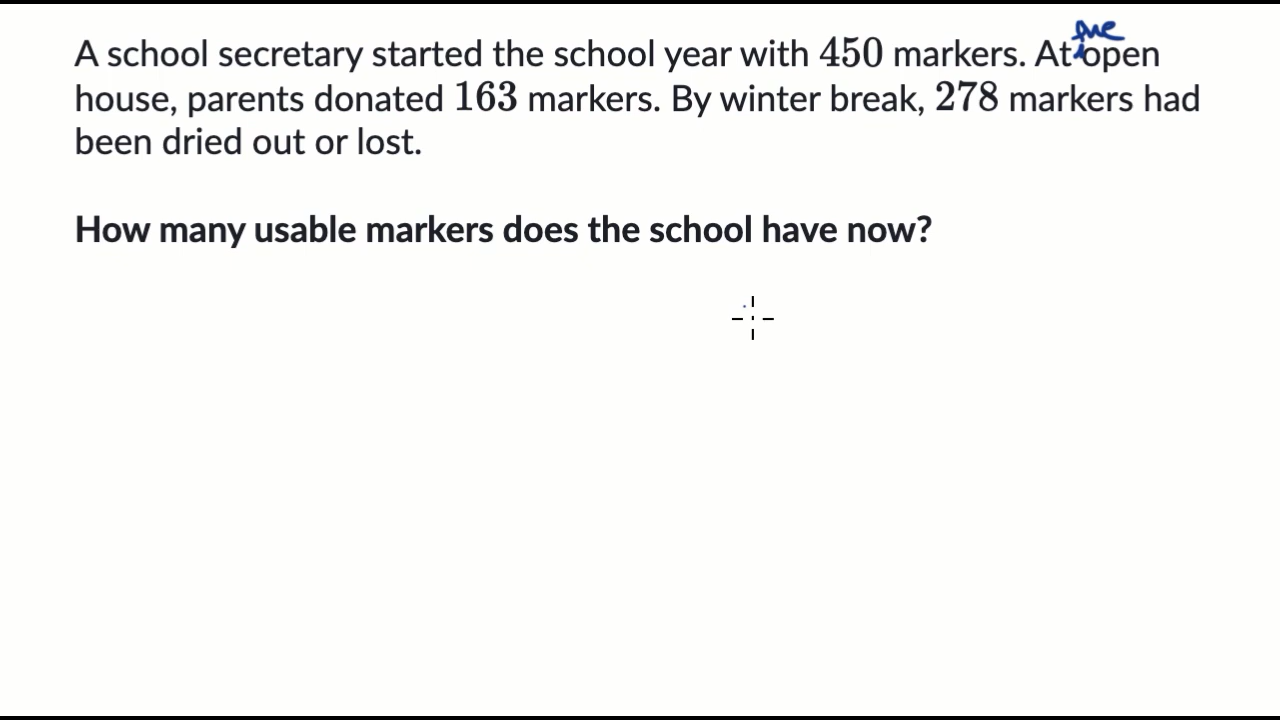 A school secretary started the school year with 450 markers. At open
house, parents donated 163 markers. By winter break, 278 markers had
been dried out or lost.
How many usable markers does the school have now?